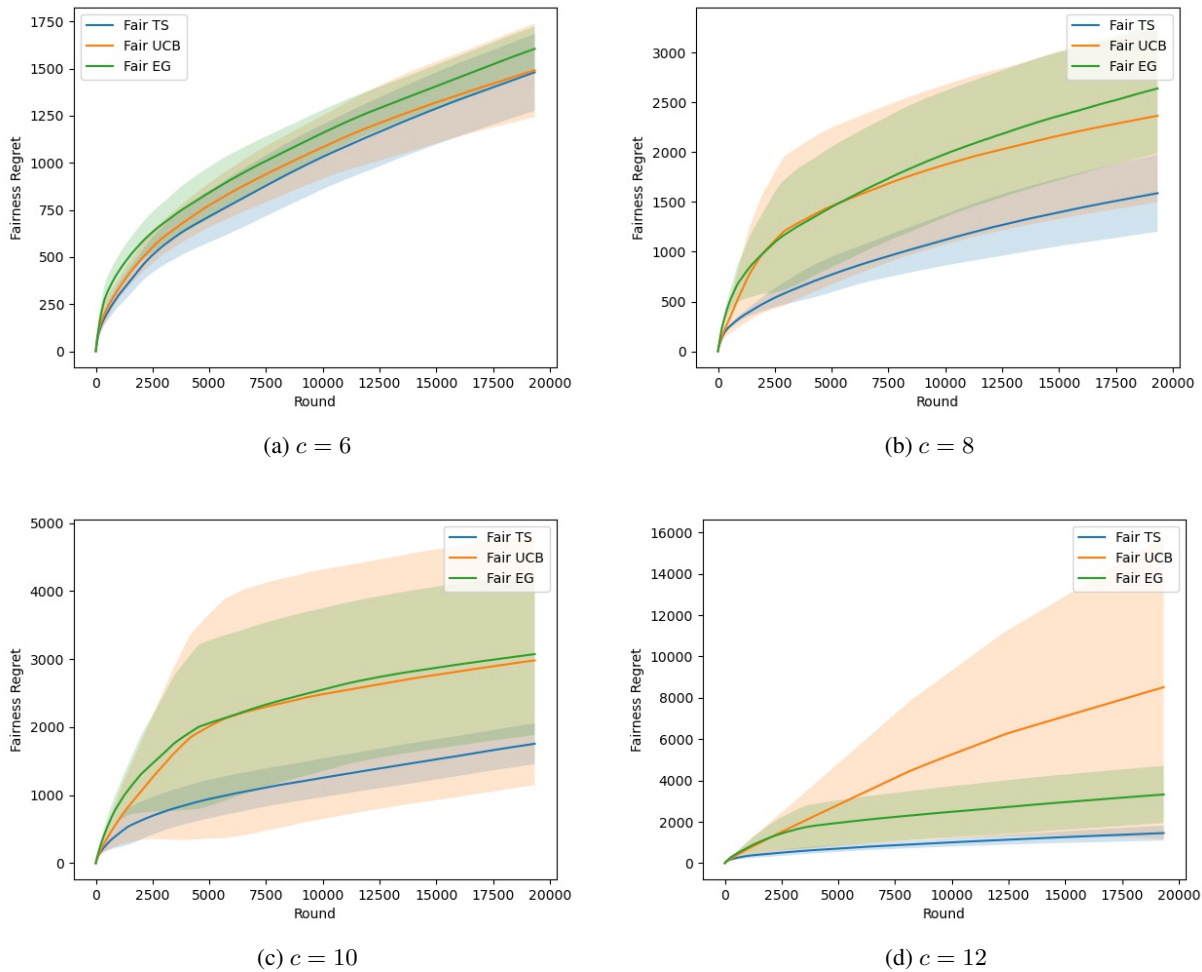 Fair TS
Fair UCB
Fair EG
Fairness Regret
1750
1500
1250
1000
750
500
250
0
0 2500 5000 7500 10000 12500 15000 17500 20000
Round
(a) c = 6
Fair TS
Fair UCB
Fair EG
Fairness Regret
3000
2500
2000
1500
1000
500
0
0 2500 5000 7500 10000 12500 15000 17500 20000
Round
(b) c = 8
Fair TS
Fair UCB
Fair EG
Fairness Regret
5000
4000
3000
2000
1000
0
0 2500 5000 7500 10000 12500 15000 17500 20000
Round
(c) c = 10
Fair TS
Fair UCB
Fair EG
Fairness Regret
16000
14000
12000
10000
8000
6000
4000
2000
0
0 2500 5000 7500 10000 12500 15000 17500 20000
Round
(d) c = 12